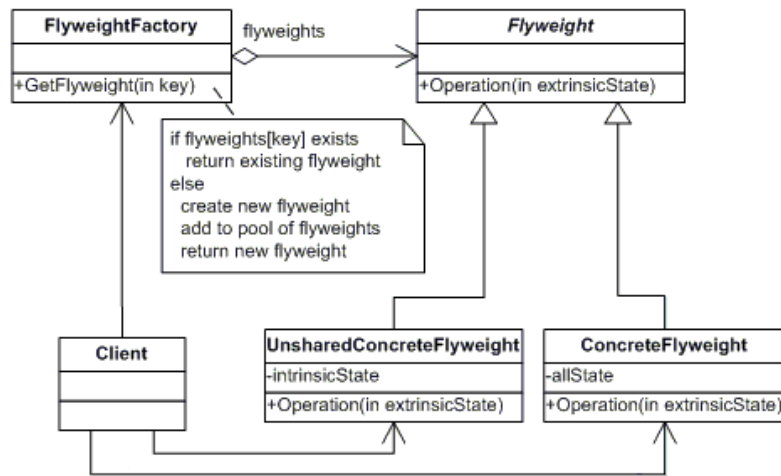 FlyweightFactory
flyweights
Flyweight
+GetFlyweight(in key)
+Operation(in extrinsicState)
if flyweights[key] exists
return existing flyweight
else
create new flyweight
add to pool of flyweights
return new flyweight
Client
UnsharedConcreteFlyweight
-intrinsicState
+Operation(in extrinsicState)
ConcreteFlyweight
-allState
+Operation(in extrinsicState)